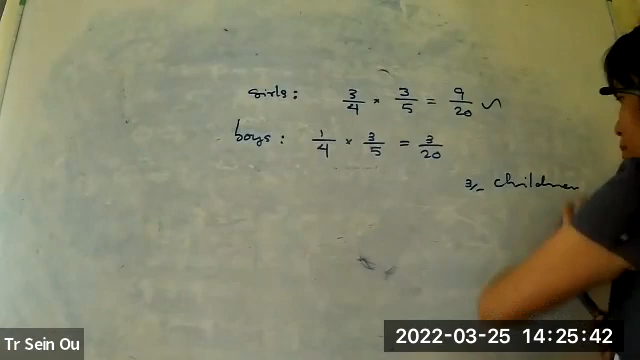 girls: 3/4 × 3/5 = 9/20
boys: 1/4 × 3/5 = 3/20
children
Tr Sein Ou
2022-03-25 14:25:42